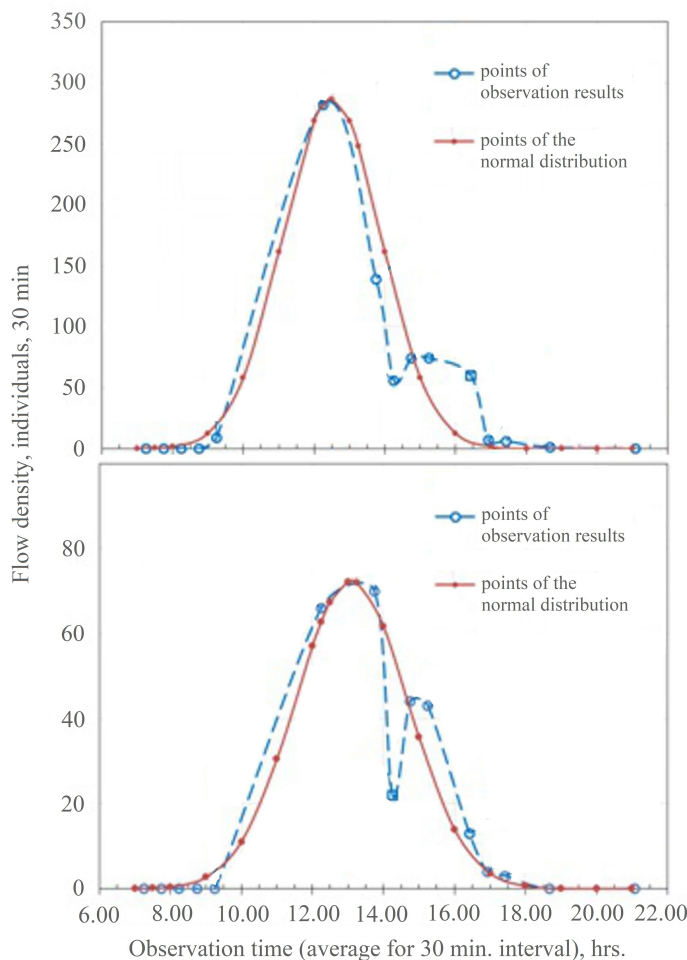 350
300
250
200
150
100
50
0
points of
observation results
points of the
normal distribution
Flow density, individuals, 30 min
80
60
40
20
0
points of
observation results
points of the
normal distribution
6.00 8.00 10.00 12.00 14.00 16.00 18.00 20.00 22.00
Observation time (average for 30 min. interval), hrs.